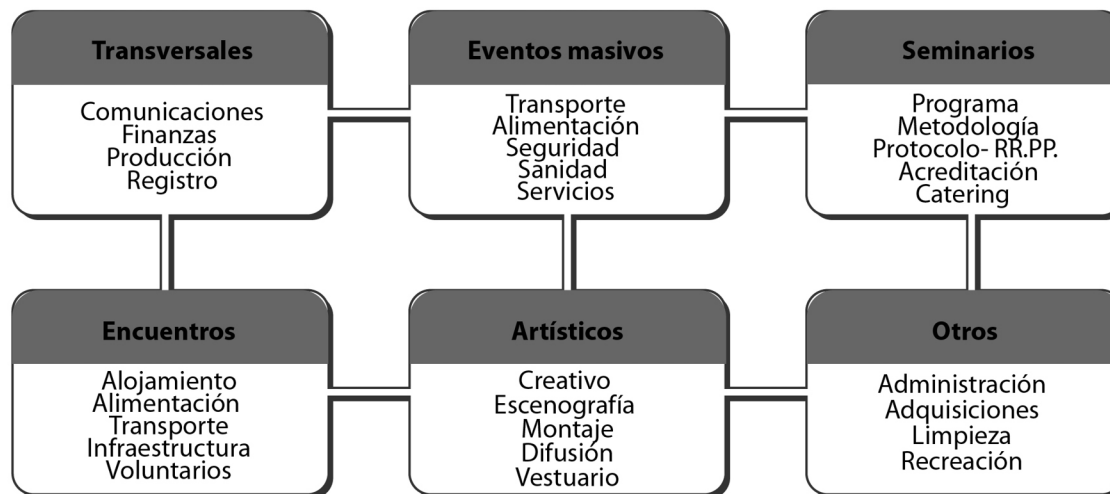 Transversales
Comunicaciones
Finanzas
Producción
Registro
Eventos masivos
Transporte
Alimentación
Seguridad
Sanidad
Servicios
Seminarios
Programa
Metodología
Protocolo- RR.PP.
Acreditación
Catering
Encuentros
Alojamiento
Alimentación
Transporte
Infraestructura
Voluntarios
Artísticos
Creativo
Escenografía
Montaje
Difusión
Vestuario
Otros
Administración
Adquisiciones
Limpieza
Recreación